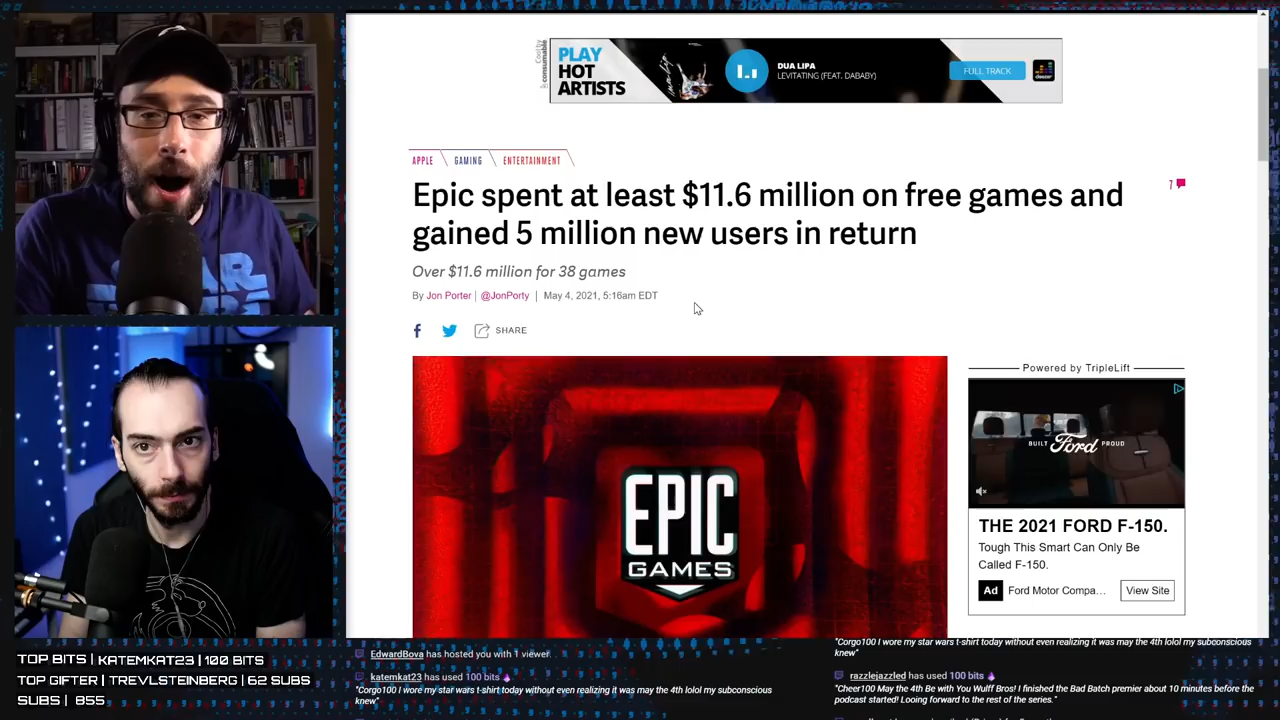 PLAY
HOT
ARTISTS
DUA LIPA
LEVITATING (FEAT. DABABY)
FULL TRACK
deezer
consumable
APPLE
GAMING
ENTERTAINMENT
Epic spent at least $11.6 million on free games and
gained 5 million new users in return
7
Over $11.6 million for 38 games
By Jon Porter | @JonPorty | May 4, 2021, 5:16am EDT
SHARE
Powered by TripleLift
EPIC
GAMES
BUILT Ford PROUD
THE 2021 FORD F-150.
Tough This Smart Can Only Be
Called F-150.
Ad Ford Motor Compa... View Site
TOP BITS | KATEMKAT23 | 100 BITS
TOP GIFTER | TREVLSTEINBERG | 62 SUBS
SUBS | 855
EdwardBova has hosted you with 1 viewer.
katemkat23 has used 100 bits
"Corgo100 I wore my star wars t-shirt today without even realizing it was may the 4th lolol my subconscious
knew"
"Corgo100 I wore my star wars t-shirt today without even realizing it was may the 4th lolol my subconscious
knew"
razzlejazzled has used 100 bits
"Cheer100 May the 4th Be with You Wulff Bros! I finished the Bad Batch premier about 10 minutes before the
podcast started! Looing forward to the rest of the series."